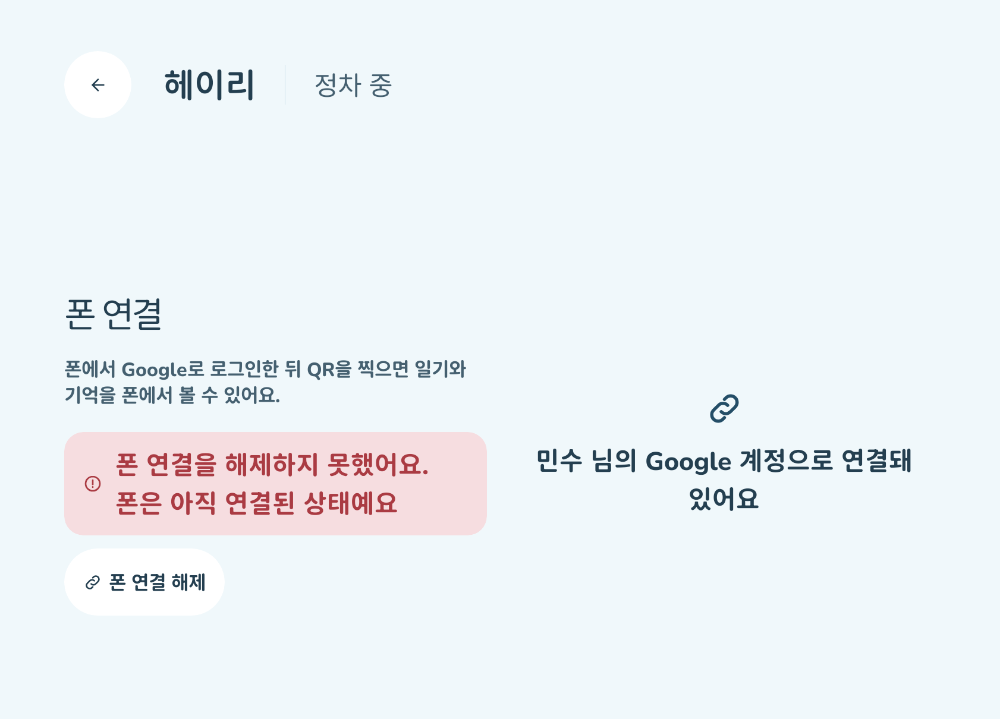 헤이리
정차 중
폰 연결
폰에서 Google로 로그인한 뒤 QR을 찍으면 일기와
기억을 폰에서 볼 수 있어요.
폰 연결을 해제하지 못했어요.
폰은 아직 연결된 상태예요
폰 연결 해제
민수 님의 Google 계정으로 연결돼
있어요